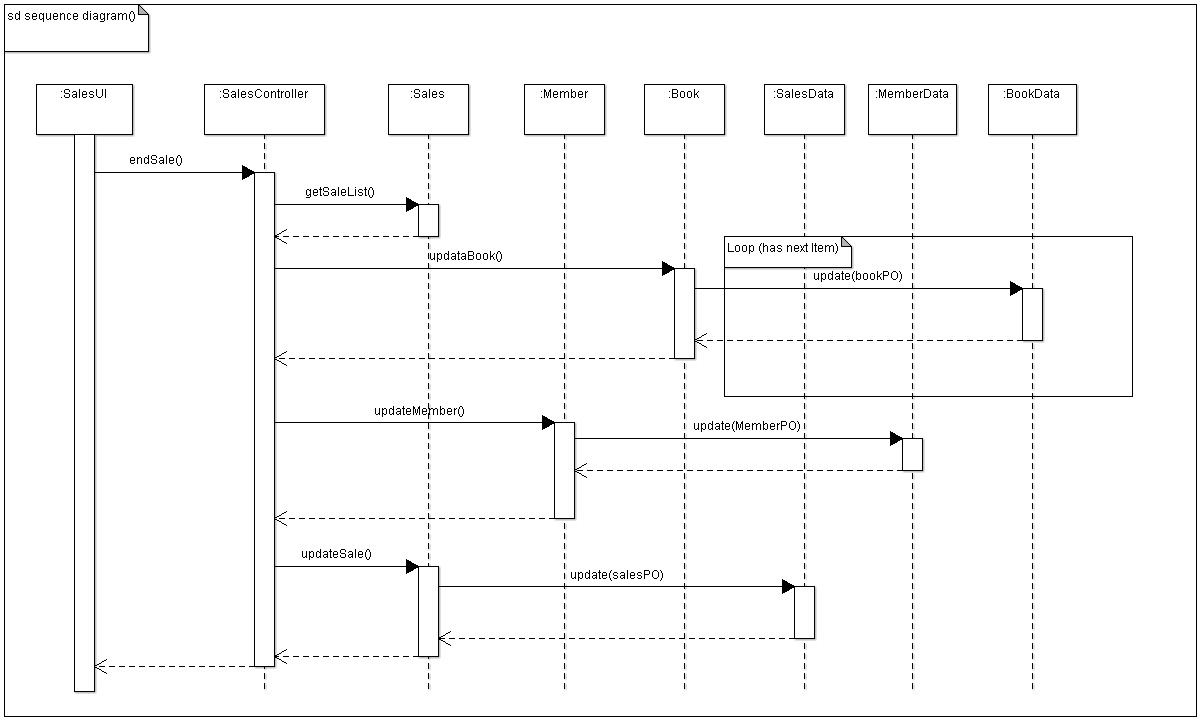 sd sequence diagram()
:SalesUI
:SalesController
:Sales
:Member
:Book
:SalesData
:MemberData
:BookData
endSale()
getSaleList()
updataBook()
Loop (has next Item)
update(bookPO)
updateMember()
update(MemberPO)
updateSale()
update(salesPO)